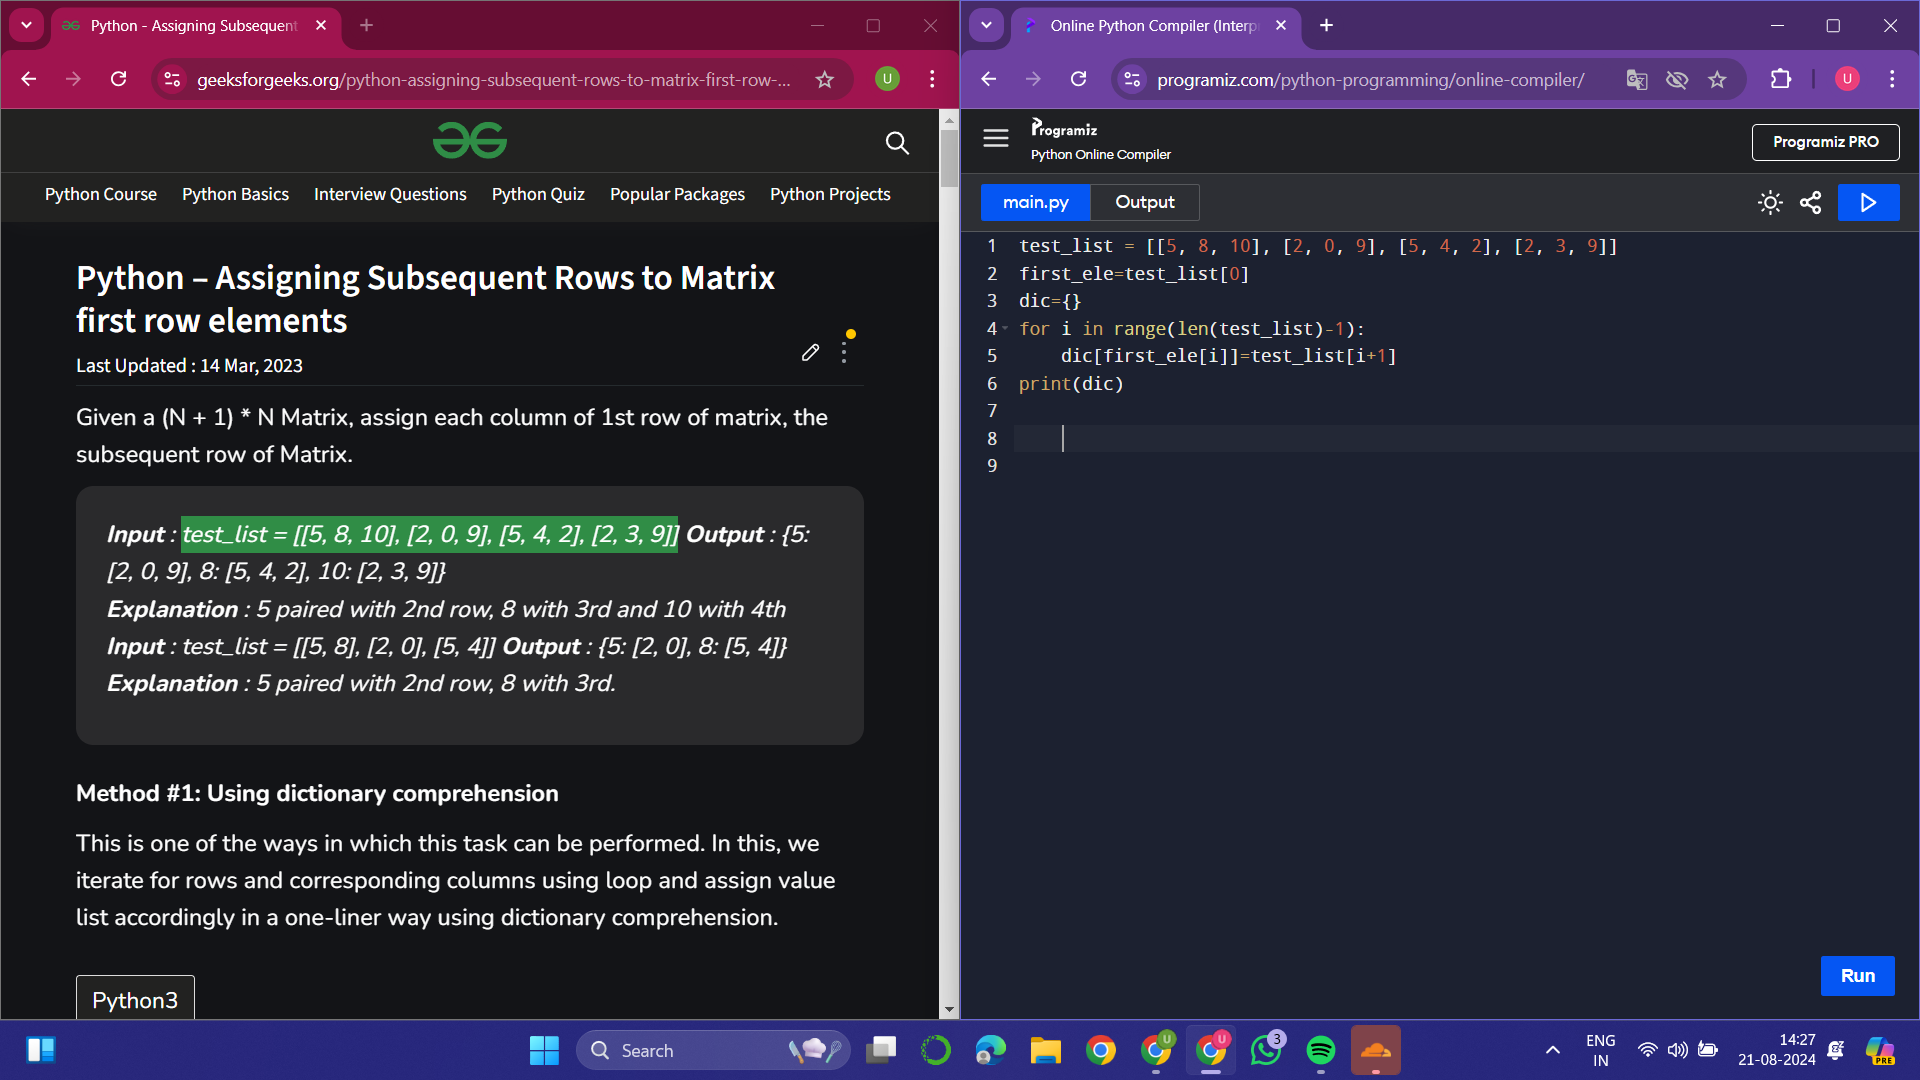 Python - Assigning Subsequent
geeksforgeeks.org/python-assigning-subsequent-rows-to-matrix-first-row-...
U
Python Course Python Basics Interview Questions Python Quiz Popular Packages Python Projects
Python – Assigning Subsequent Rows to Matrix
first row elements
Last Updated : 14 Mar, 2023
Given a (N + 1) * N Matrix, assign each column of 1st row of matrix, the
subsequent row of Matrix.
Input : test_list = [[5, 8, 10], [2, 0, 9], [5, 4, 2], [2, 3, 9]] Output : {5:
[2, 0, 9], 8: [5, 4, 2], 10: [2, 3, 9]}
Explanation : 5 paired with 2nd row, 8 with 3rd and 10 with 4th
Input : test_list = [[5, 8], [2, 0], [5, 4]] Output : {5: [2, 0], 8: [5, 4]}
Explanation : 5 paired with 2nd row, 8 with 3rd.
Method #1: Using dictionary comprehension
This is one of the ways in which this task can be performed. In this, we
iterate for rows and corresponding columns using loop and assign value
list accordingly in a one-liner way using dictionary comprehension.
Python3
Online Python Compiler (Interp
programiz.com/python-programming/online-compiler/
U
Programiz
Python Online Compiler
Programiz PRO
main.py Output
1 test_list = [[5, 8, 10], [2, 0, 9], [5, 4, 2], [2, 3, 9]]
2 first_ele=test_list[0]
3 dic={}
4 for i in range(len(test_list)-1):
5     dic[first_ele[i]]=test_list[i+1]
6 print(dic)
7
8
9
Run
Search
U
U
3
ENG
IN
14:27
21-08-2024
PRE